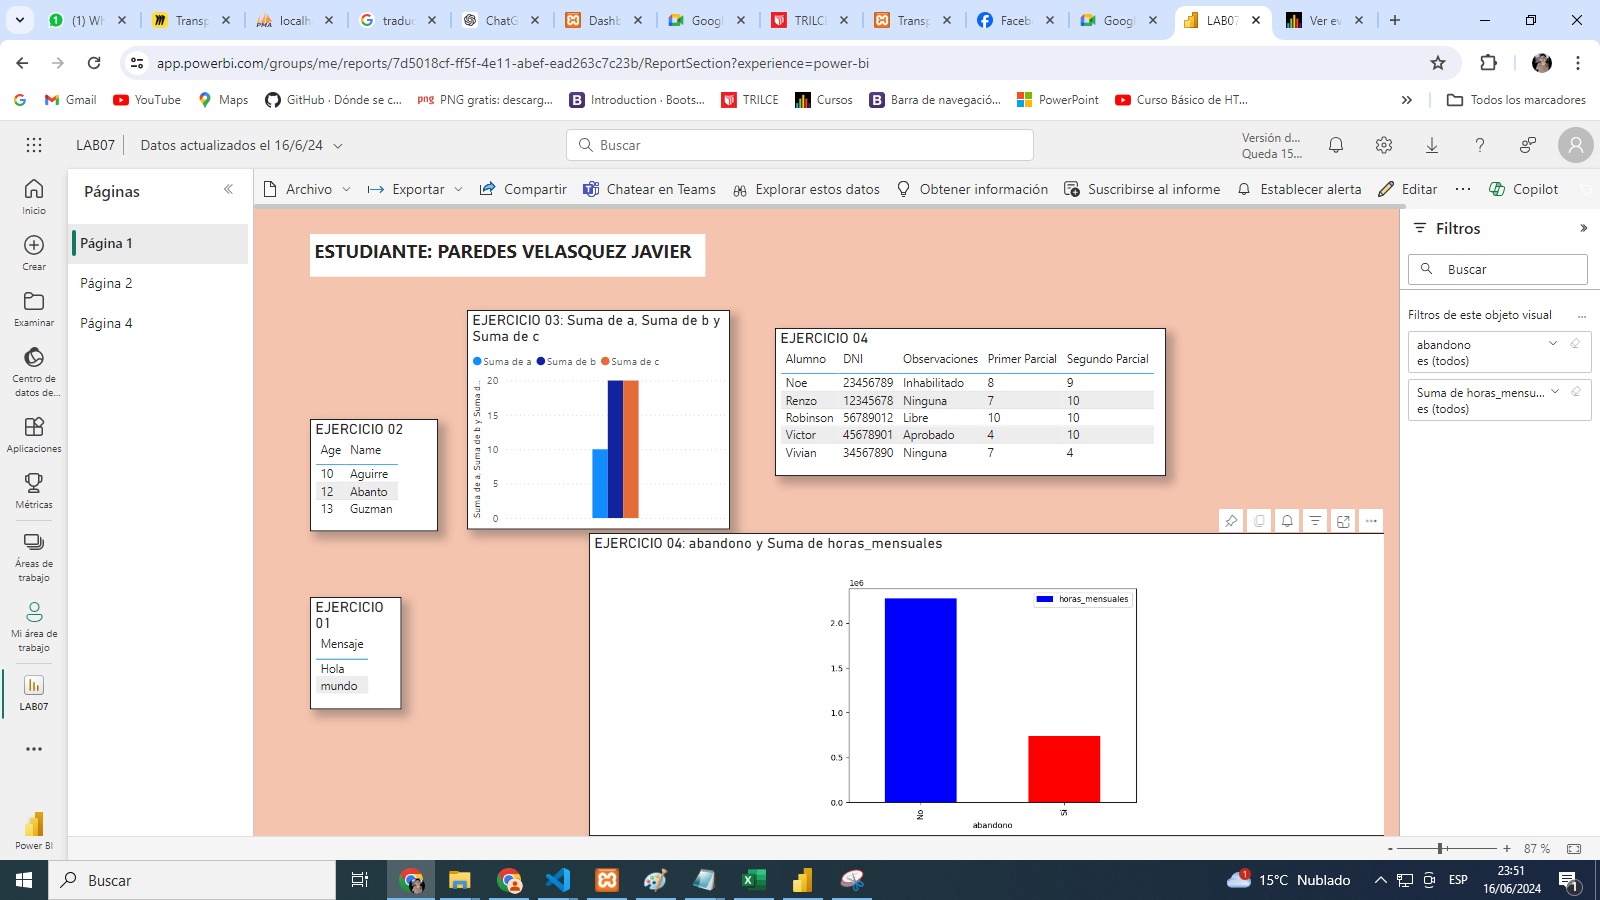 (1) Wh
Transp
localh
traduc
ChatG
Dashb
Googl
TRILCE
Transp
Facebo
Googl
LAB07
Ver ev
app.powerbi.com/groups/me/reports/7d5018cf-ff5f-4e11-abef-ead263c7c23b/ReportSection?experience=power-bi
Gmail
YouTube
Maps
GitHub · Dónde se c...
PNG gratis: descarg...
Introduction · Boots...
TRILCE
Cursos
Barra de navegació...
PowerPoint
Curso Básico de HT...
Todos los marcadores
LAB07
Datos actualizados el 16/6/24
Buscar
Versión d...
Queda 15...
Inicio
Crear
Examinar
Centro de
datos de...
Aplicaciones
Métricas
Áreas de
trabajo
Mi área de
trabajo
LAB07
Power BI
Páginas
Página 1
Página 2
Página 4
Archivo
Exportar
Compartir
Chatear en Teams
Explorar estos datos
Obtener información
Suscribirse al informe
Establecer alerta
Editar
Copilot
ESTUDIANTE: PAREDES VELASQUEZ JAVIER
EJERCICIO 02
Age Name
10 Aguirre
12 Abanto
13 Guzman
EJERCICIO 03: Suma de a, Suma de b y
Suma de c
Suma de a Suma de b Suma de c
Suma de a, Suma de b y Suma d...
20
15
10
5
0
EJERCICIO 04
Alumno DNI Observaciones Primer Parcial Segundo Parcial
Noe 23456789 Inhabilitado 8 9
Renzo 12345678 Ninguna 7 10
Robinson 56789012 Libre 10 10
Victor 45678901 Aprobado 4 10
Vivian 34567890 Ninguna 7 4
EJERCICIO
01
Mensaje
Hola
mundo
EJERCICIO 04: abandono y Suma de horas_mensuales
1e6
horas_mensuales
2.0
1.5
1.0
0.5
0.0
No
Si
abandono
Filtros
Buscar
Filtros de este objeto visual
abandono
es (todos)
Suma de horas_mensu...
es (todos)
- + 87 %
Buscar
15°C Nublado
ESP
23:51
16/06/2024
1